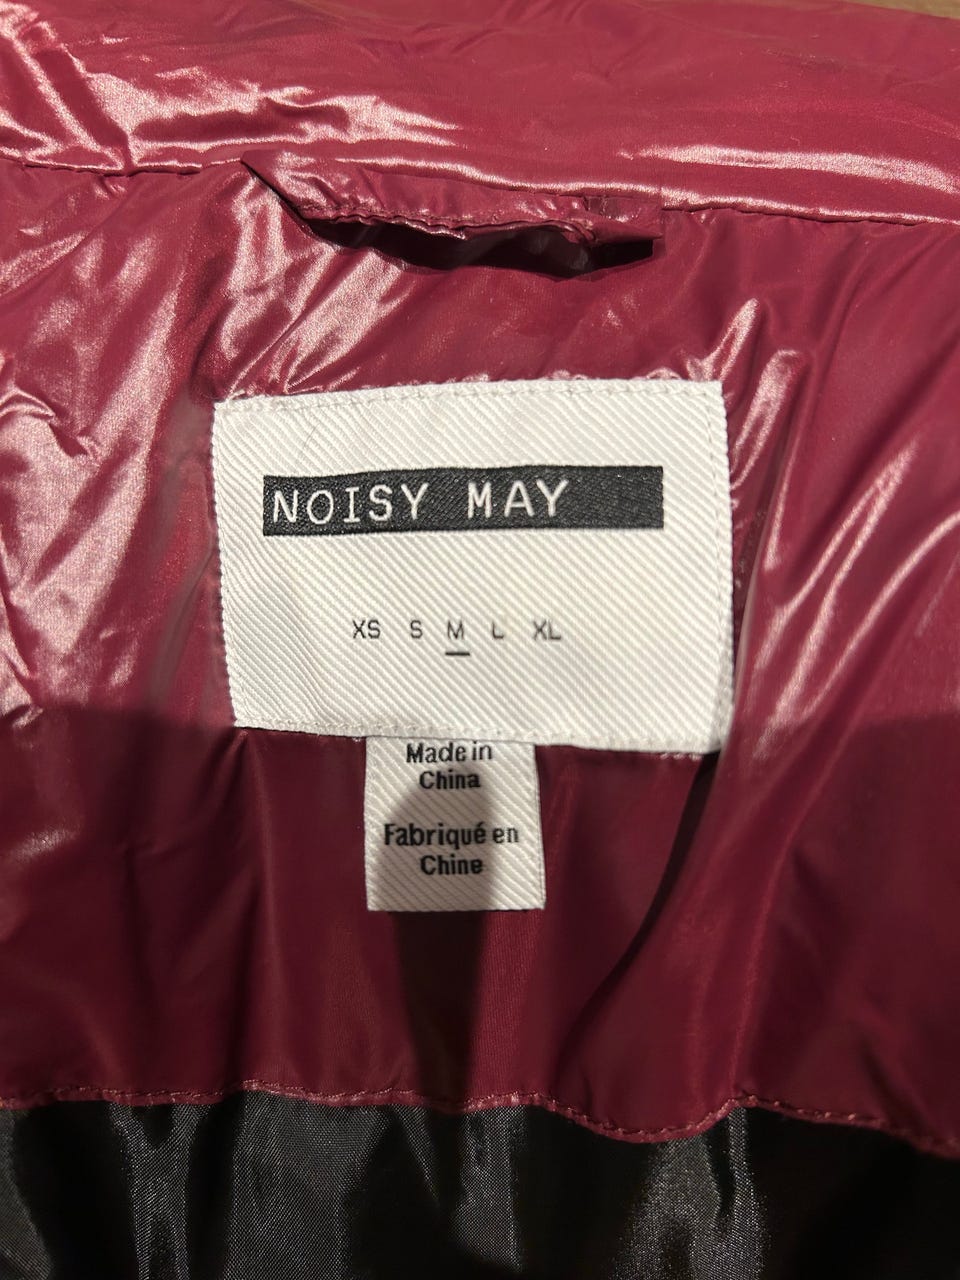 NOISY MAY
XS S M L XL
Made in
China
Fabriqué en
Chine